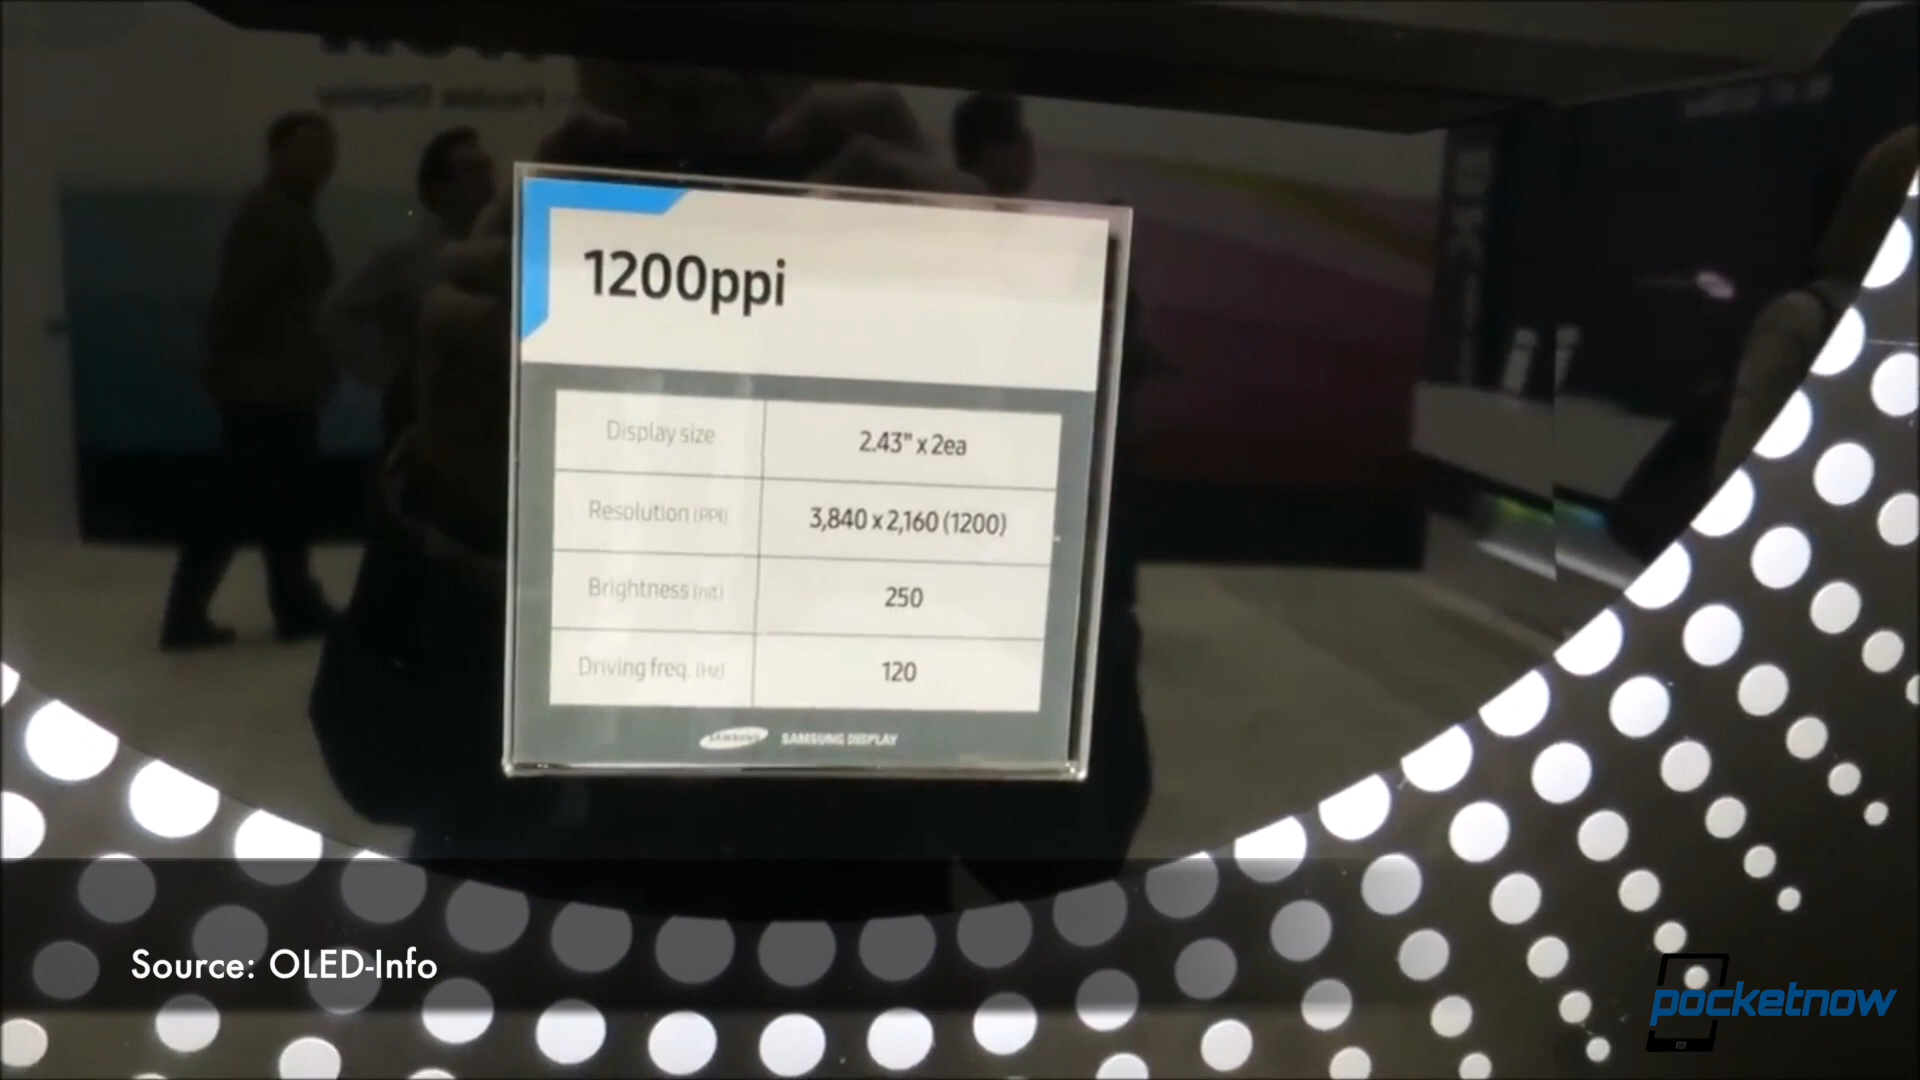 1200ppi
Display size 2.43" x 2ea
Resolution (PPI) 3,840 x 2,160 (1200)
Brightness (nit) 250
Driving freq. (Hz) 120
SAMSUNG SAMSUNG DISPLAY
Source: OLED-Info
pocketnow